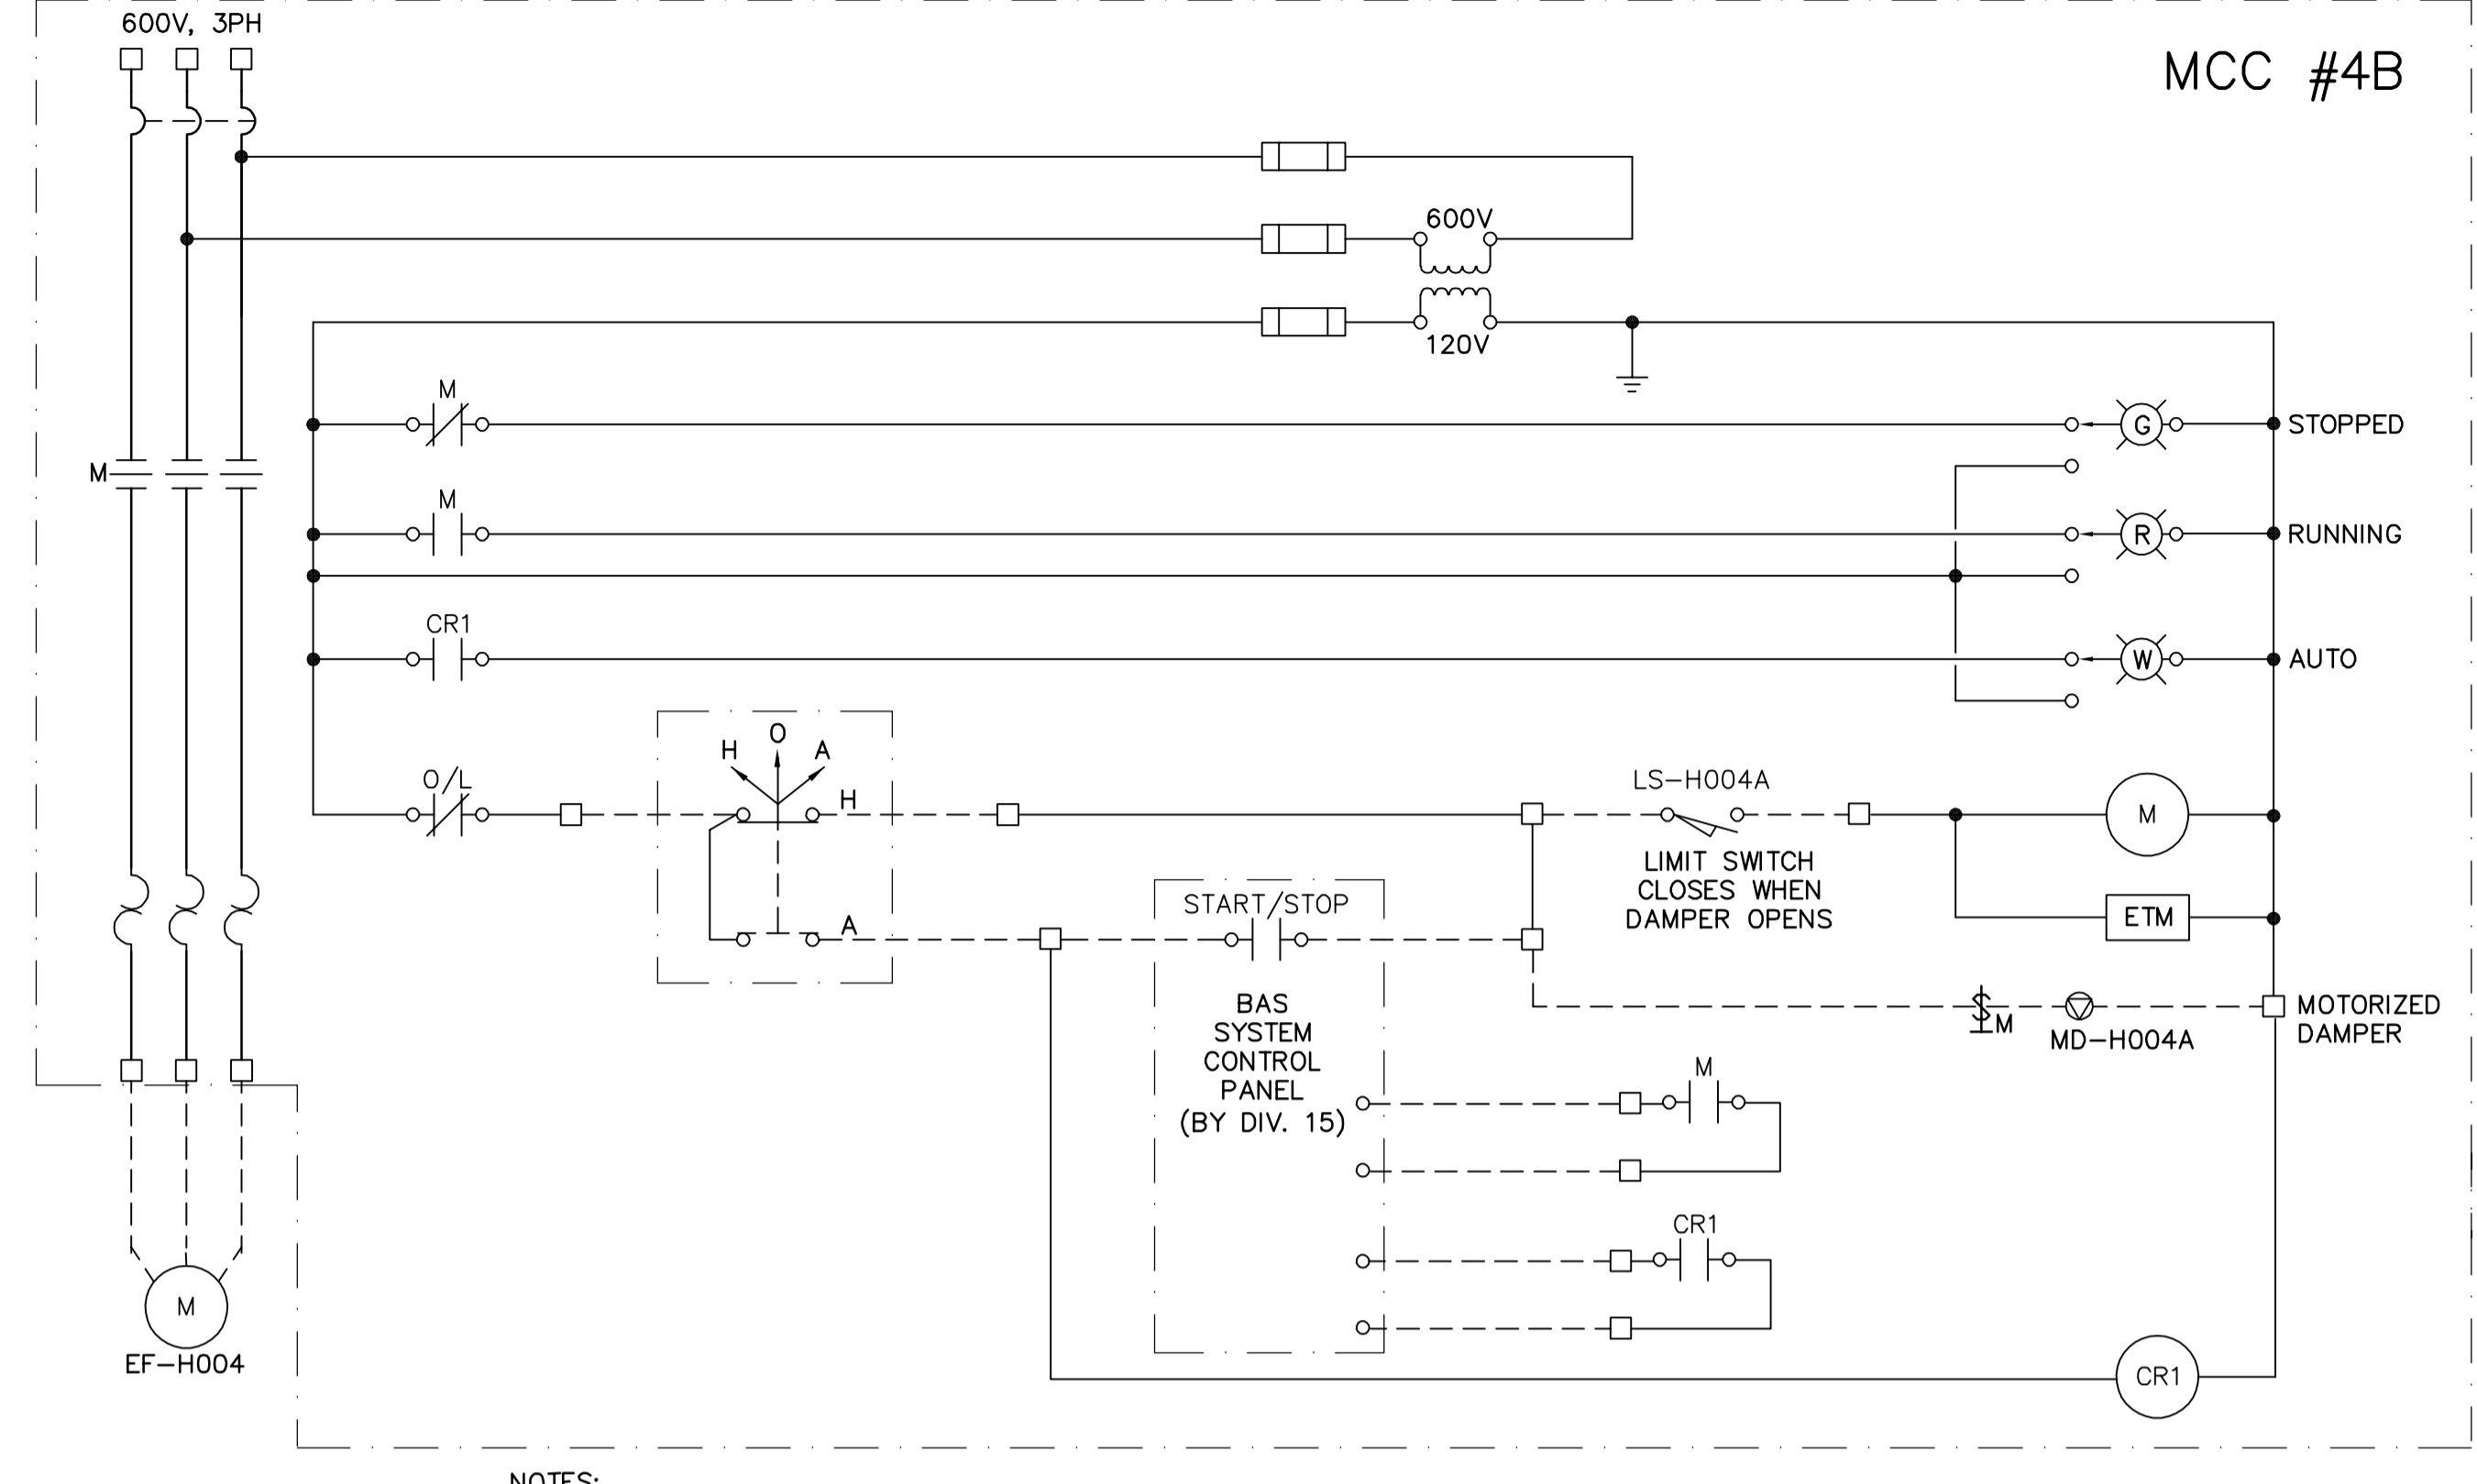 600V, 3PH
MCC #4B
600V
120V
M
G
STOPPED
M
M
R
RUNNING
CR1
W
AUTO
H
O
A
O/L
H
LS-H004A
M
LIMIT SWITCH
CLOSES WHEN
DAMPER OPENS
START/STOP
A
ETM
BAS
SYSTEM
CONTROL
PANEL
(BY DIV. 15)
M
MD-H004A
MOTORIZED
DAMPER
M
CR1
M
EF-H004
CR1
NOTES: